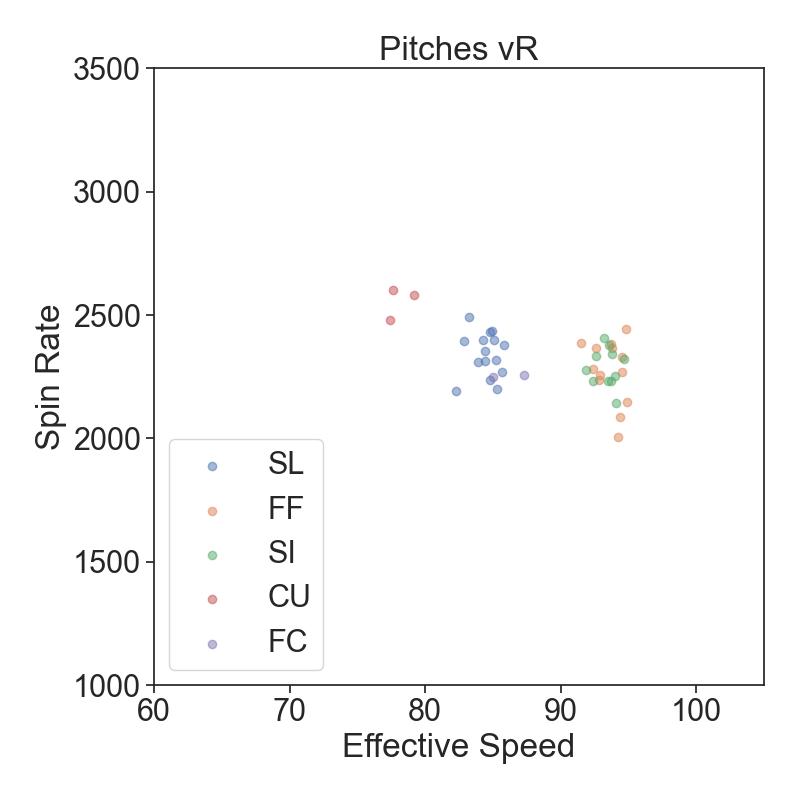 Pitches vR
3500
3000
2500
2000
1500
1000
Spin Rate
SL
FF
SI
CU
FC
60 70 80 90 100
Effective Speed